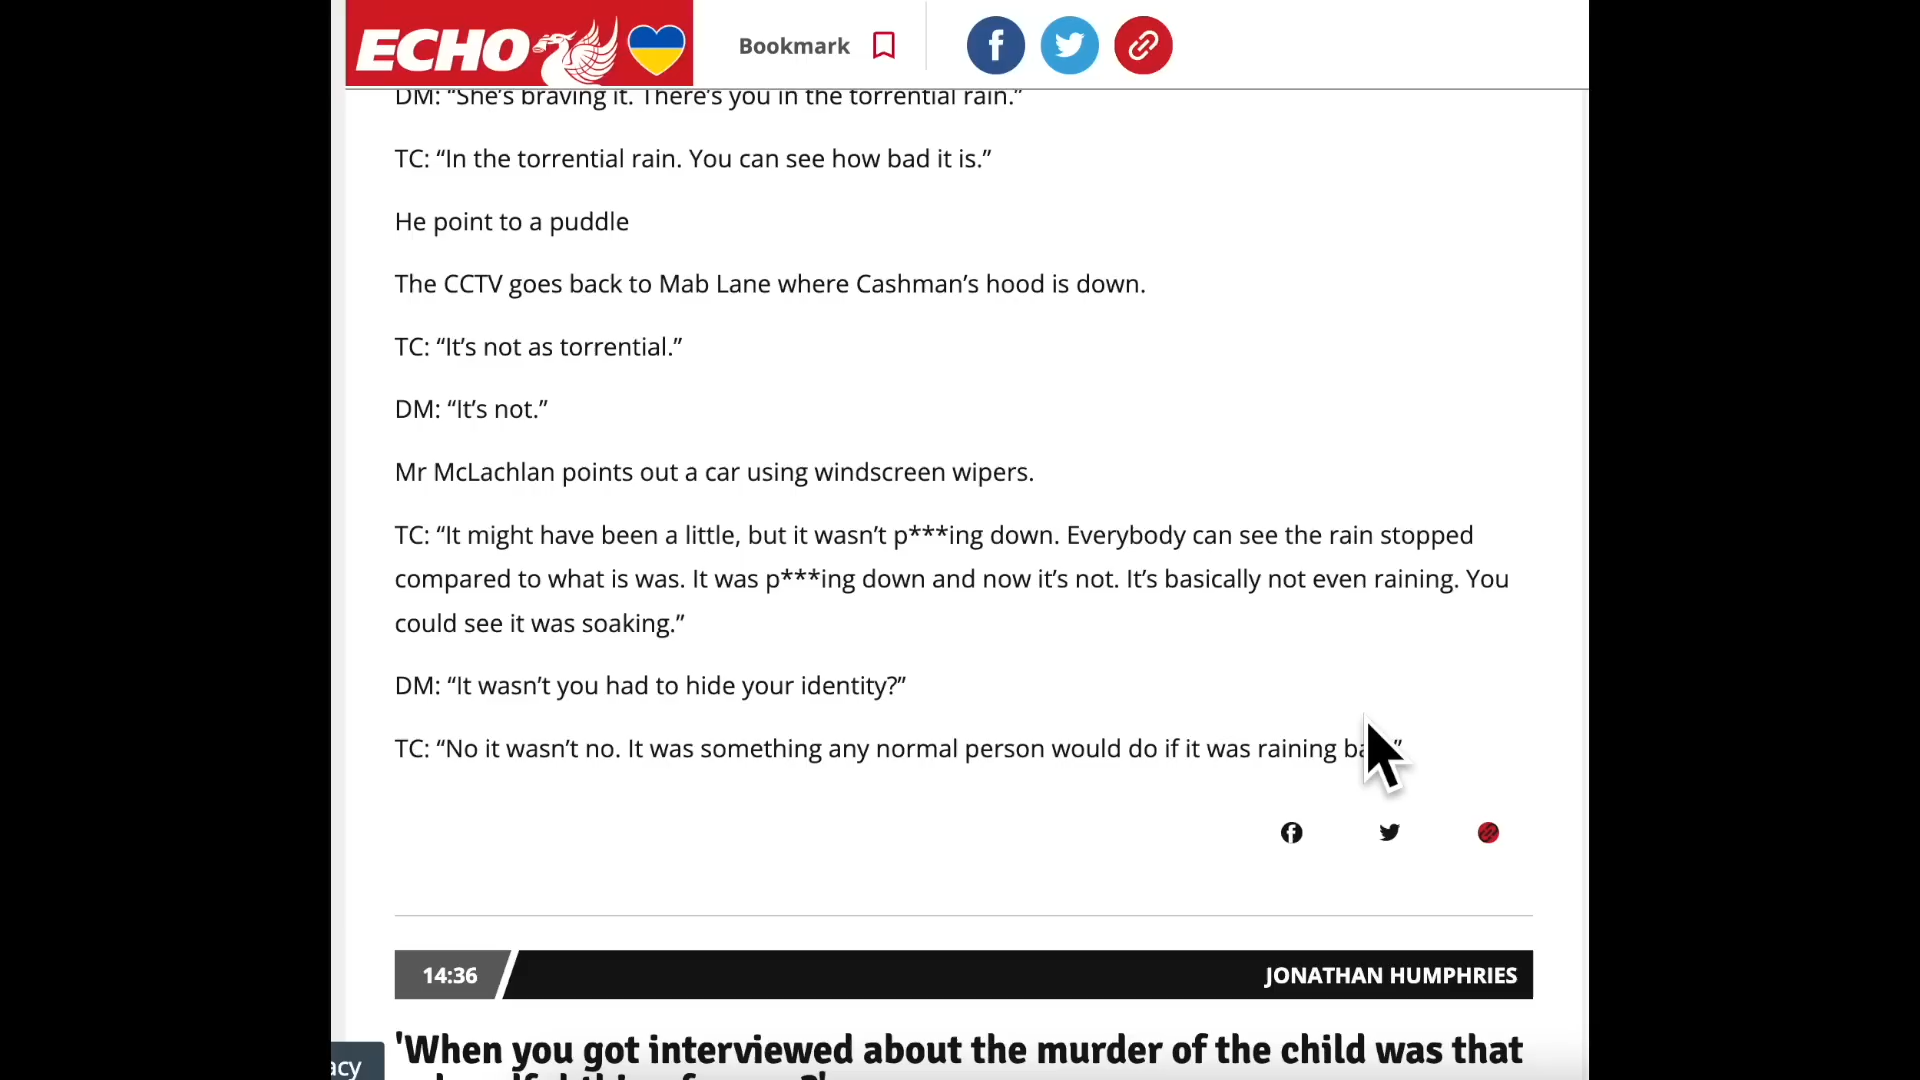 ECHO
Bookmark
DM: “She’s braving it. There’s you in the torrential rain.”
TC: “In the torrential rain. You can see how bad it is.”
He point to a puddle
The CCTV goes back to Mab Lane where Cashman’s hood is down.
TC: “It’s not as torrential.”
DM: “It’s not.”
Mr McLachlan points out a car using windscreen wipers.
TC: “It might have been a little, but it wasn’t p***ing down. Everybody can see the rain stopped
compared to what is was. It was p***ing down and now it’s not. It’s basically not even raining. You
could see it was soaking.”
DM: “It wasn’t you had to hide your identity?”
TC: “No it wasn’t no. It was something any normal person would do if it was raining
14:36
JONATHAN HUMPHRIES
'When you got interviewed about the murder of the child was that